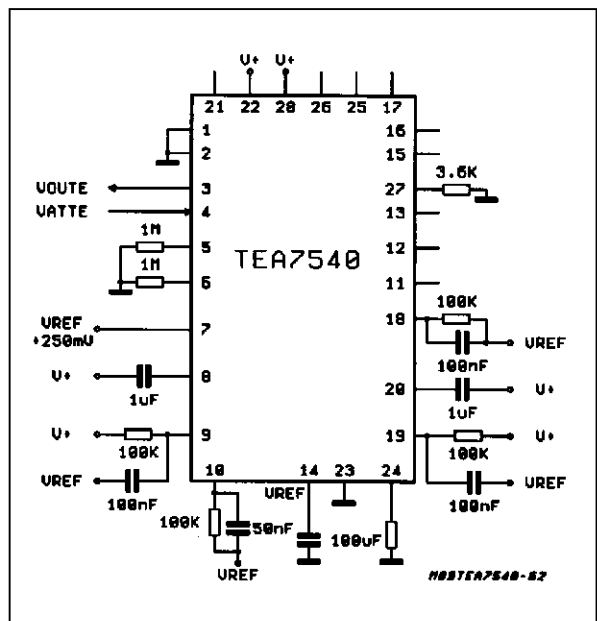 V+ V+
21 22 28 26 25 17
1 16
2 15
3.6K
VOUTE 3 27
VATTE 4 13
1M
5 TEA7540 12
1M
6 11
18 100K
VREF 7
+250mV
100nF VREF
V+ 8 20 V+
1uF 1uF
V+ 9 19 V+
100K 100K
10 14 23 24
VREF VREF VREF
100nF 100nF
100K 50nF 100uF
VREF
M88TEA7540-52